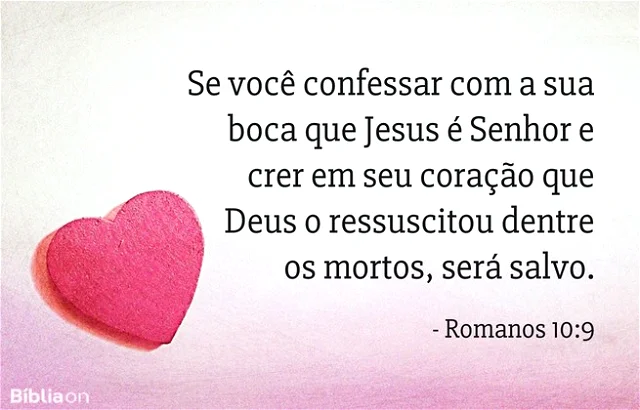 Se você confessar com a sua
boca que Jesus é Senhor e
crer em seu coração que
Deus o ressuscitou dentre
os mortos, será salvo.
- Romanos 10:9
Bíbliaon